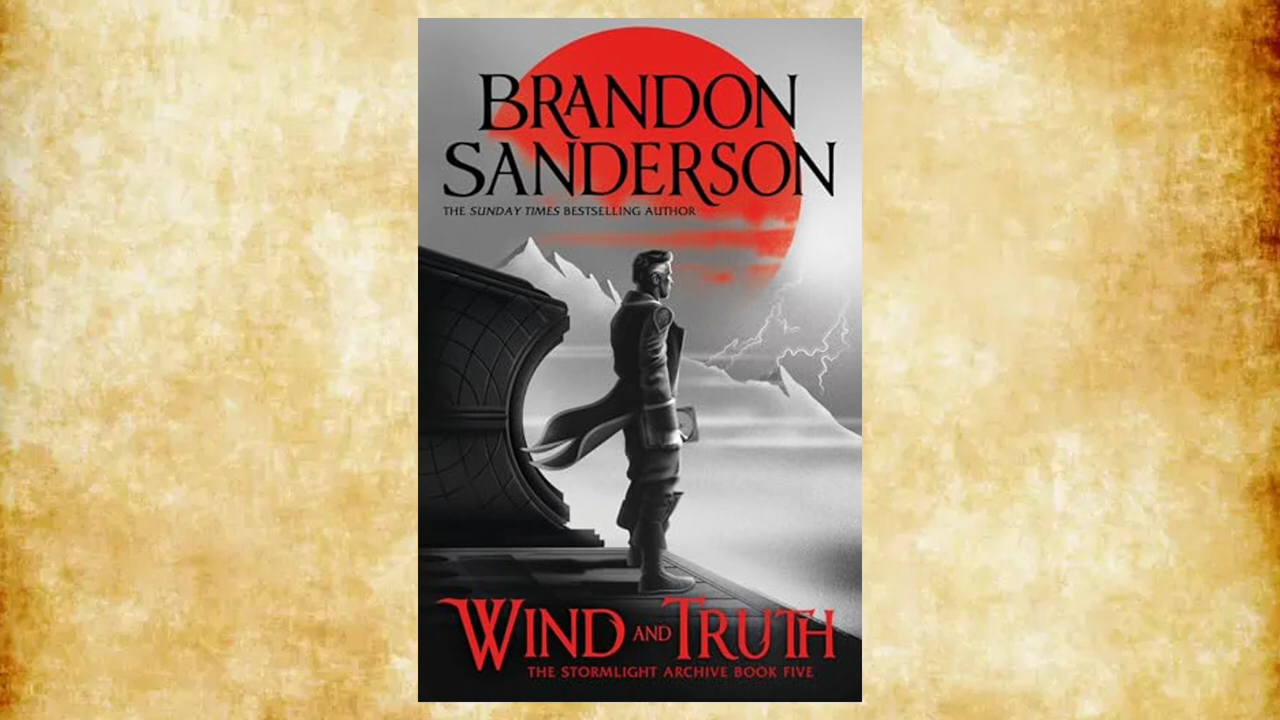 BRANDON
SANDERSON
THE SUNDAY TIMES BESTSELLING AUTHOR
WIND AND TRUTH
THE STORMLIGHT ARCHIVE BOOK FIVE